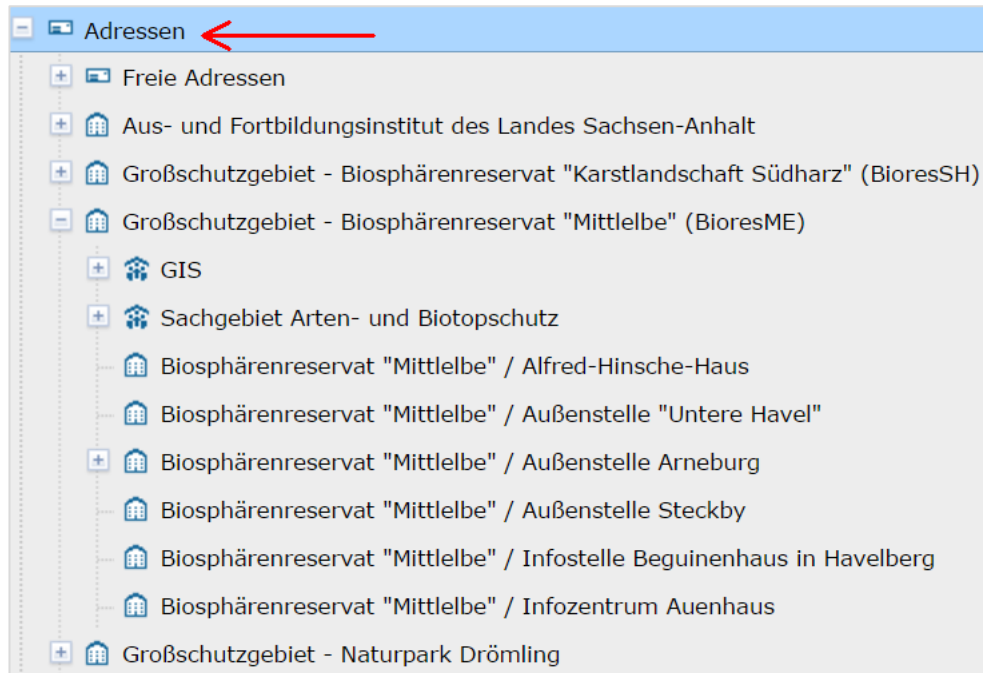 Adressen
Freie Adressen
Aus- und Fortbildungsinstitut des Landes Sachsen-Anhalt
Großschutzgebiet - Biosphärenreservat "Karstlandschaft Südharz" (BioresSH)
Großschutzgebiet - Biosphärenreservat "Mittlelbe" (BioresME)
GIS
Sachgebiet Arten- und Biotopschutz
Biosphärenreservat "Mittlelbe" / Alfred-Hinsche-Haus
Biosphärenreservat "Mittlelbe" / Außenstelle "Untere Havel"
Biosphärenreservat "Mittlelbe" / Außenstelle Arneburg
Biosphärenreservat "Mittlelbe" / Außenstelle Steckby
Biosphärenreservat "Mittlelbe" / Infostelle Beguinenhaus in Havelberg
Biosphärenreservat "Mittlelbe" / Infozentrum Auenhaus
Großschutzgebiet - Naturpark Drömling